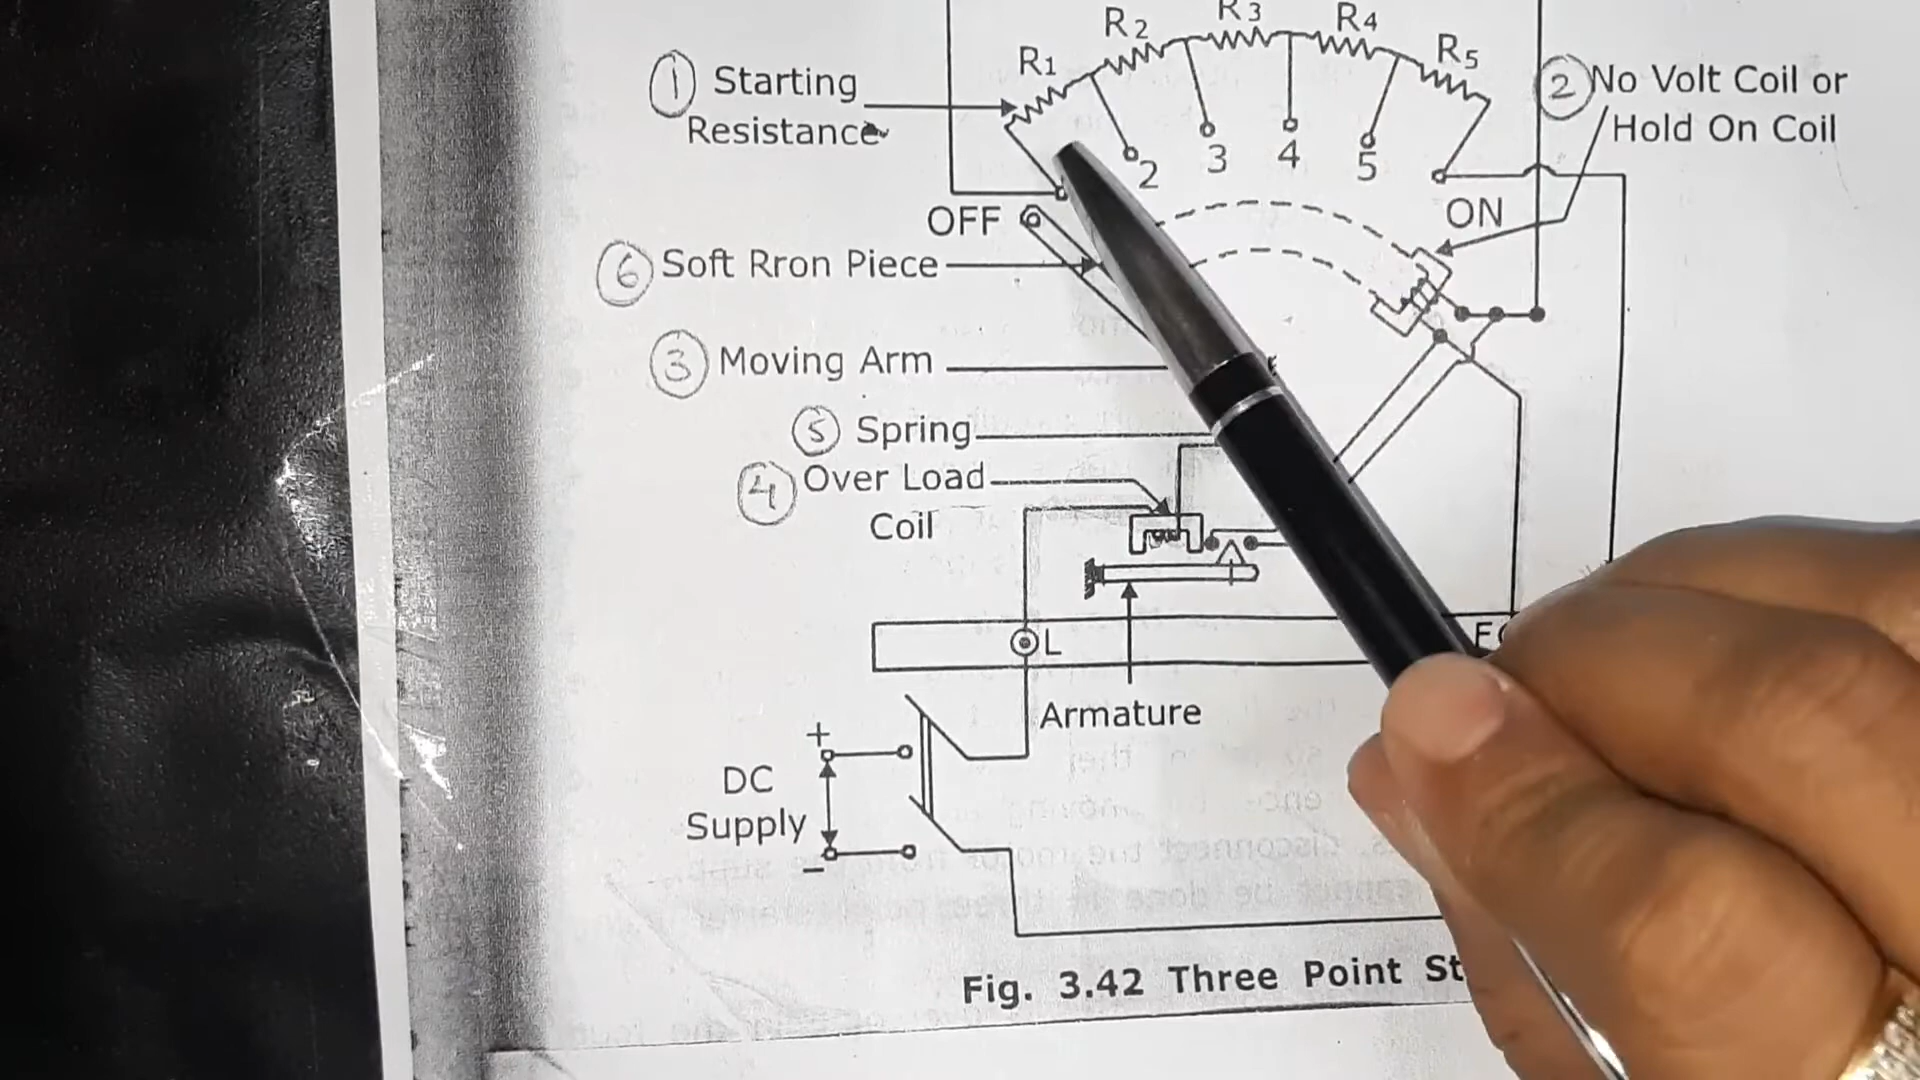 R1
R2
R3
R4
R5
1 Starting
Resistance
2 No Volt Coil or
Hold On Coil
2
3
4
5
OFF
ON
6 Soft Rron Piece
3 Moving Arm
5 Spring
4 Over Load
Coil
L
F
Armature
+
DC
Supply
−
Fig. 3.42 Three Point St